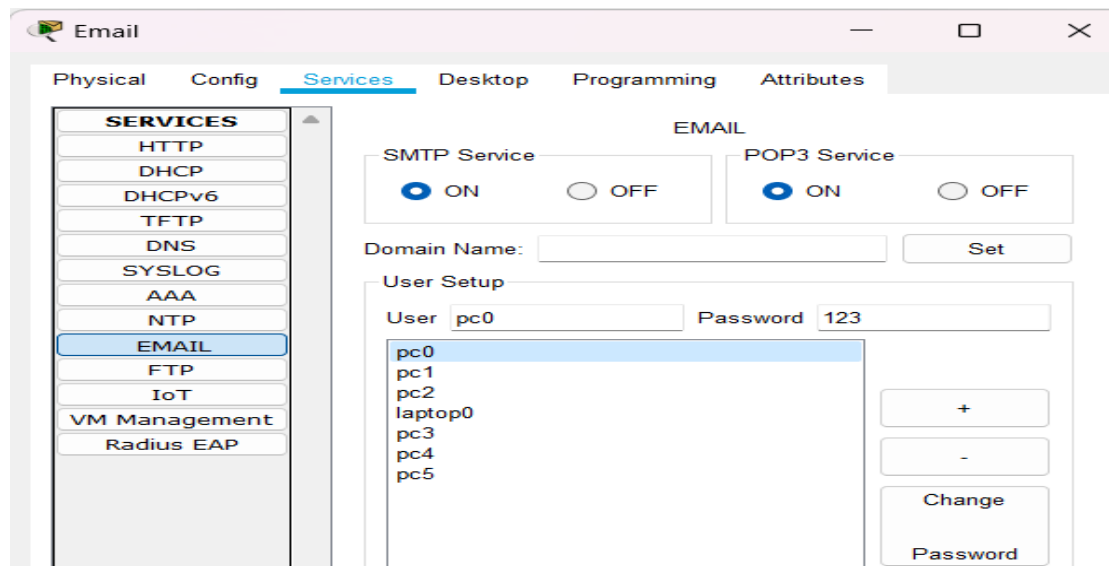 Email
Physical Config Services Desktop Programming Attributes
SERVICES
HTTP
DHCP
DHCPv6
TFTP
DNS
SYSLOG
AAA
NTP
EMAIL
FTP
IoT
VM Management
Radius EAP
EMAIL
SMTP Service
ON OFF
POP3 Service
ON OFF
Domain Name: Set
User Setup
User pc0 Password 123
pc0
pc1
pc2
laptop0
pc3
pc4
pc5
+
-
Change
Password